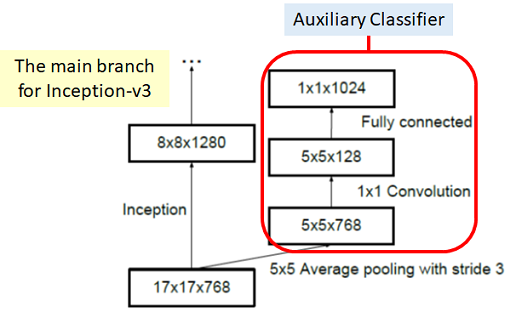 Auxiliary Classifier
The main branch
for Inception-v3
...
1x1x1024
Fully connected
8x8x1280
5x5x128
1x1 Convolution
Inception
5x5x768
5x5 Average pooling with stride 3
17x17x768